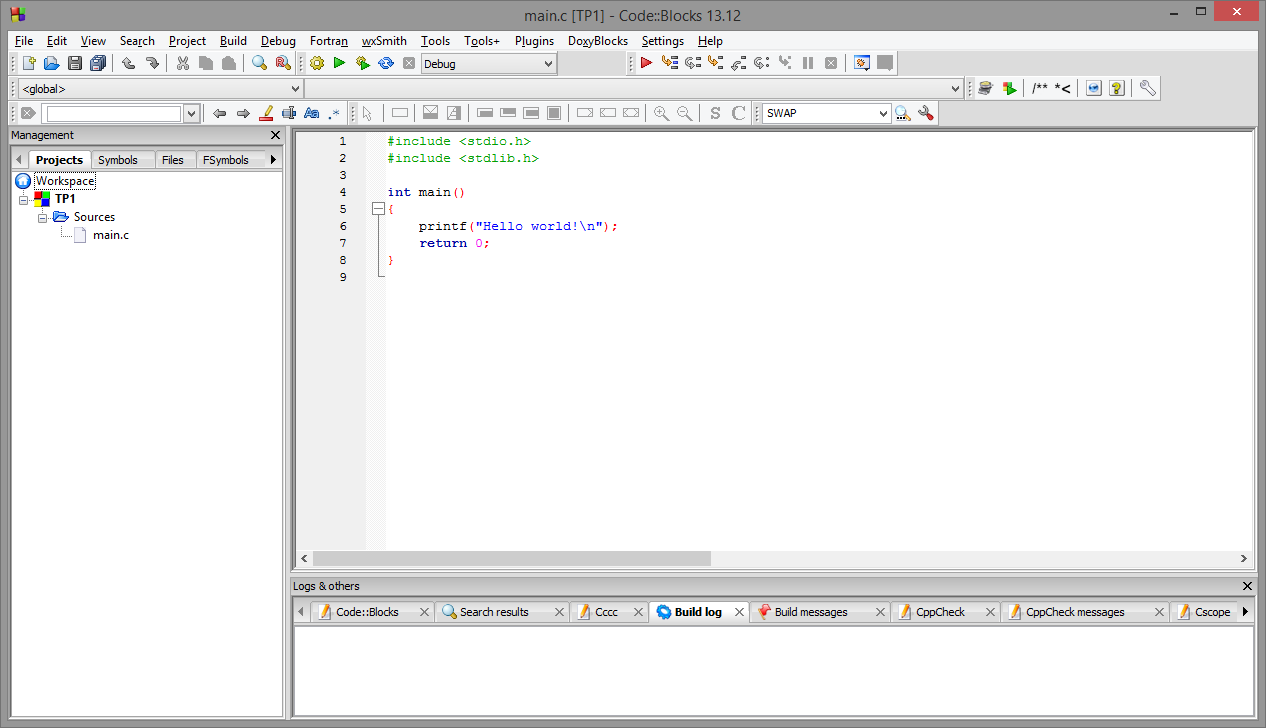 main.c [TP1] - Code::Blocks 13.12
File Edit View Search Project Build Debug Fortran wxSmith Tools Tools+ Plugins DoxyBlocks Settings Help
Debug
<global>
/** *<
Aa .* S C SWAP
Management
Projects Symbols Files FSymbols
Workspace
TP1
Sources
main.c
1 #include <stdio.h>
2 #include <stdlib.h>
3
4 int main()
5 {
6 printf("Hello world!\n");
7 return 0;
8 }
9
Logs & others
Code::Blocks Search results Cccc Build log Build messages CppCheck CppCheck messages Cscope